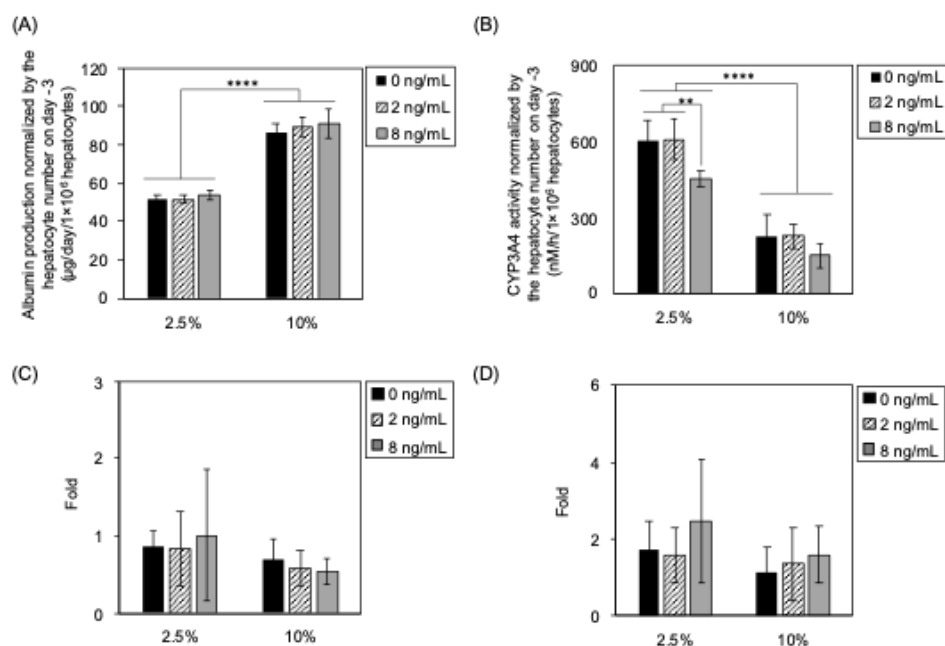 (A)
Albumin production normalized by the
hepatocyte number on day -3
(µg/day/1×10⁶ hepatocytes)
120
100
80
60
40
20
0
****
2.5%
10%
0 ng/mL
2 ng/mL
8 ng/mL
(B)
CYP3A4 activity normalized by
the hepatocyte number on day -3
(nM/h/1×10⁶ hepatocytes)
900
600
300
0
****
**
2.5%
10%
0 ng/mL
2 ng/mL
8 ng/mL
(C)
Fold
3
2
1
0
2.5%
10%
0 ng/mL
2 ng/mL
8 ng/mL
(D)
Fold
6
4
2
0
2.5%
10%
0 ng/mL
2 ng/mL
8 ng/mL